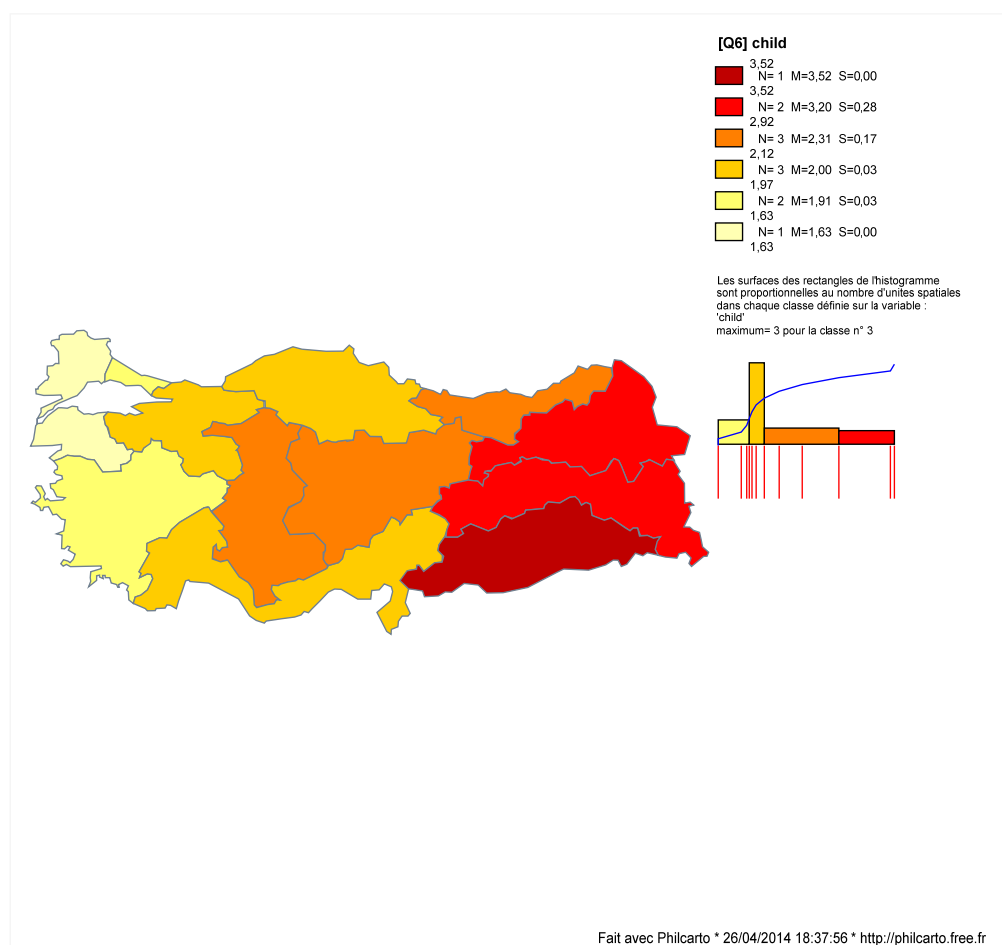 [Q6] child
3,52
N= 1 M=3,52 S=0,00
3,52
N= 2 M=3,20 S=0,28
2,92
N= 3 M=2,31 S=0,17
2,12
N= 3 M=2,00 S=0,03
1,97
N= 2 M=1,91 S=0,03
1,63
N= 1 M=1,63 S=0,00
1,63
Les surfaces des rectangles de l'histogramme
sont proportionnelles au nombre d'unites spatiales
dans chaque classe définie sur la variable :
'child'
maximum= 3 pour la classe n° 3
Fait avec Philcarto * 26/04/2014 18:37:56 * http://philcarto.free.fr